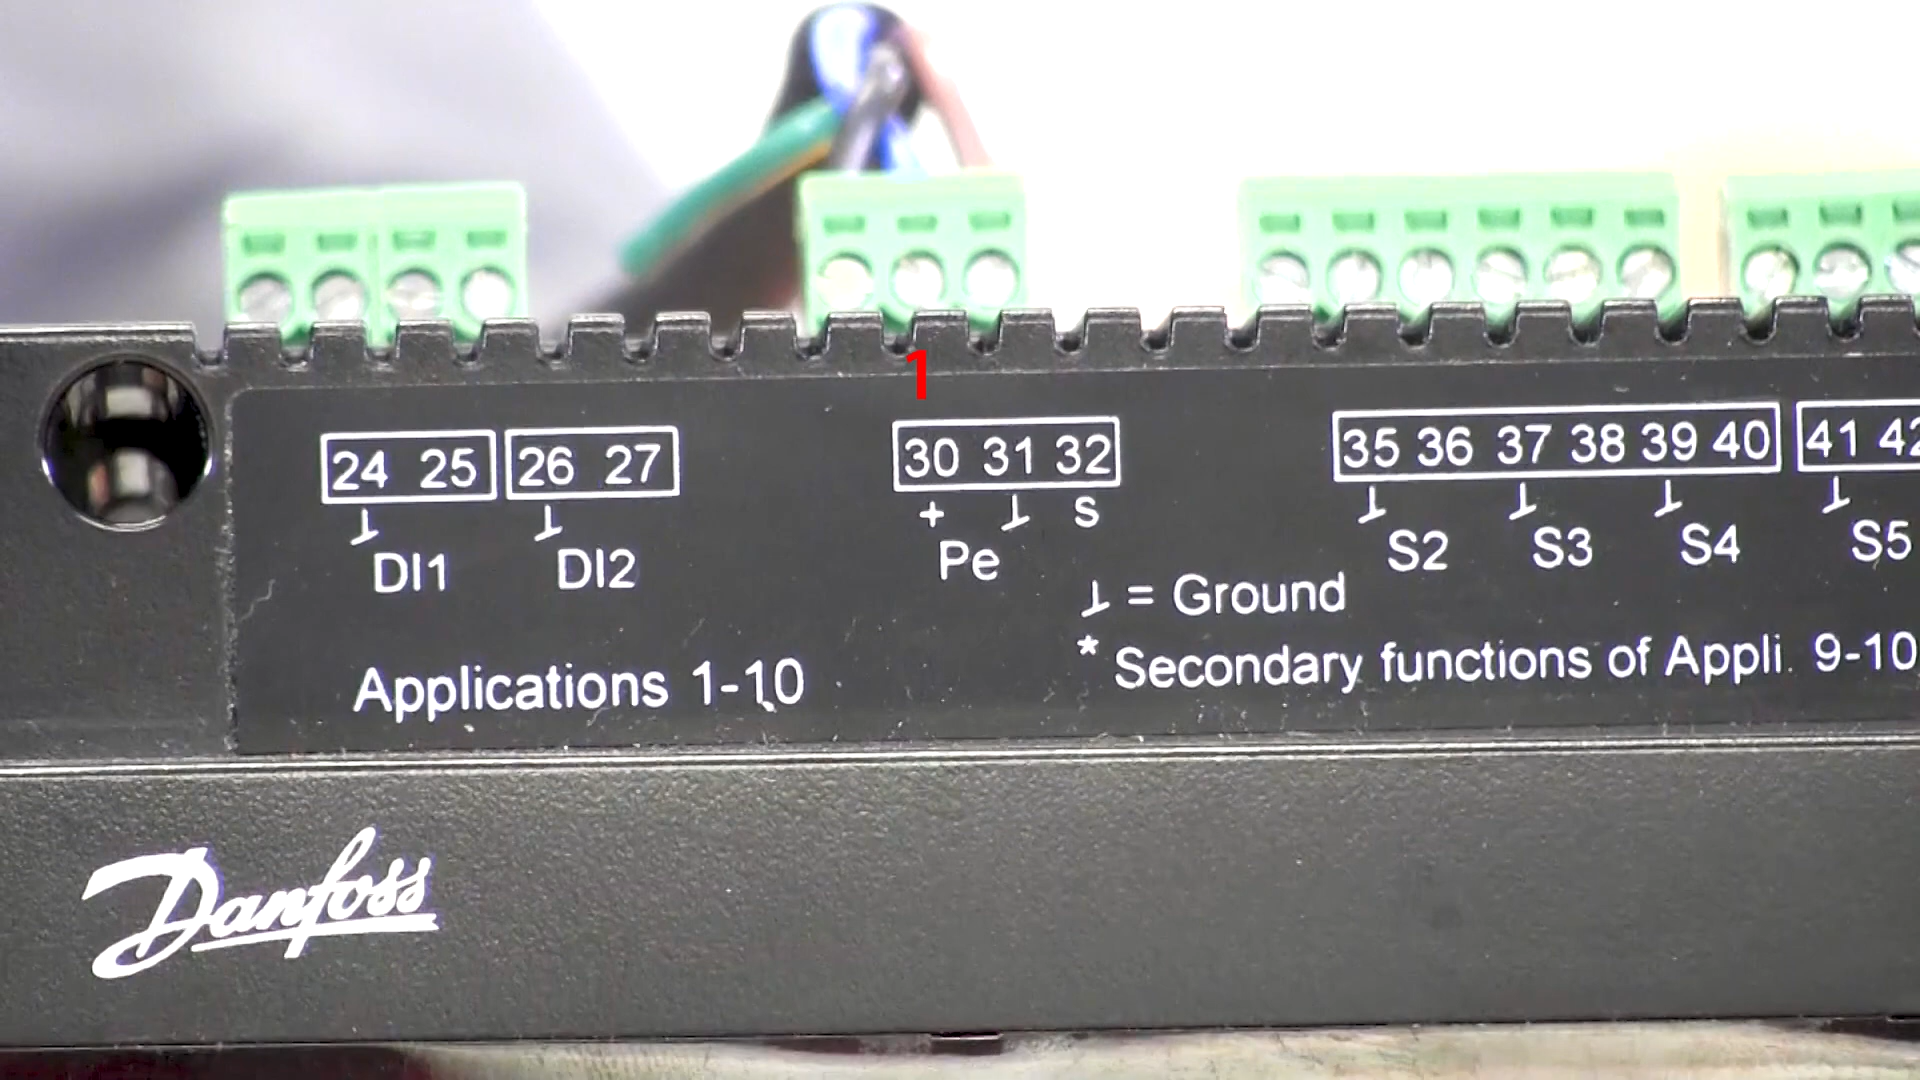 1
24 25 26 27 30 31 32 35 36 37 38 39 40 41 42
+ ⊥ s
⊥ DI1 ⊥ DI2 Pe ⊥ S2 ⊥ S3 ⊥ S4 ⊥ S5
⊥ = Ground
* Secondary functions of Appli. 9-10
Applications 1-10
Danfoss